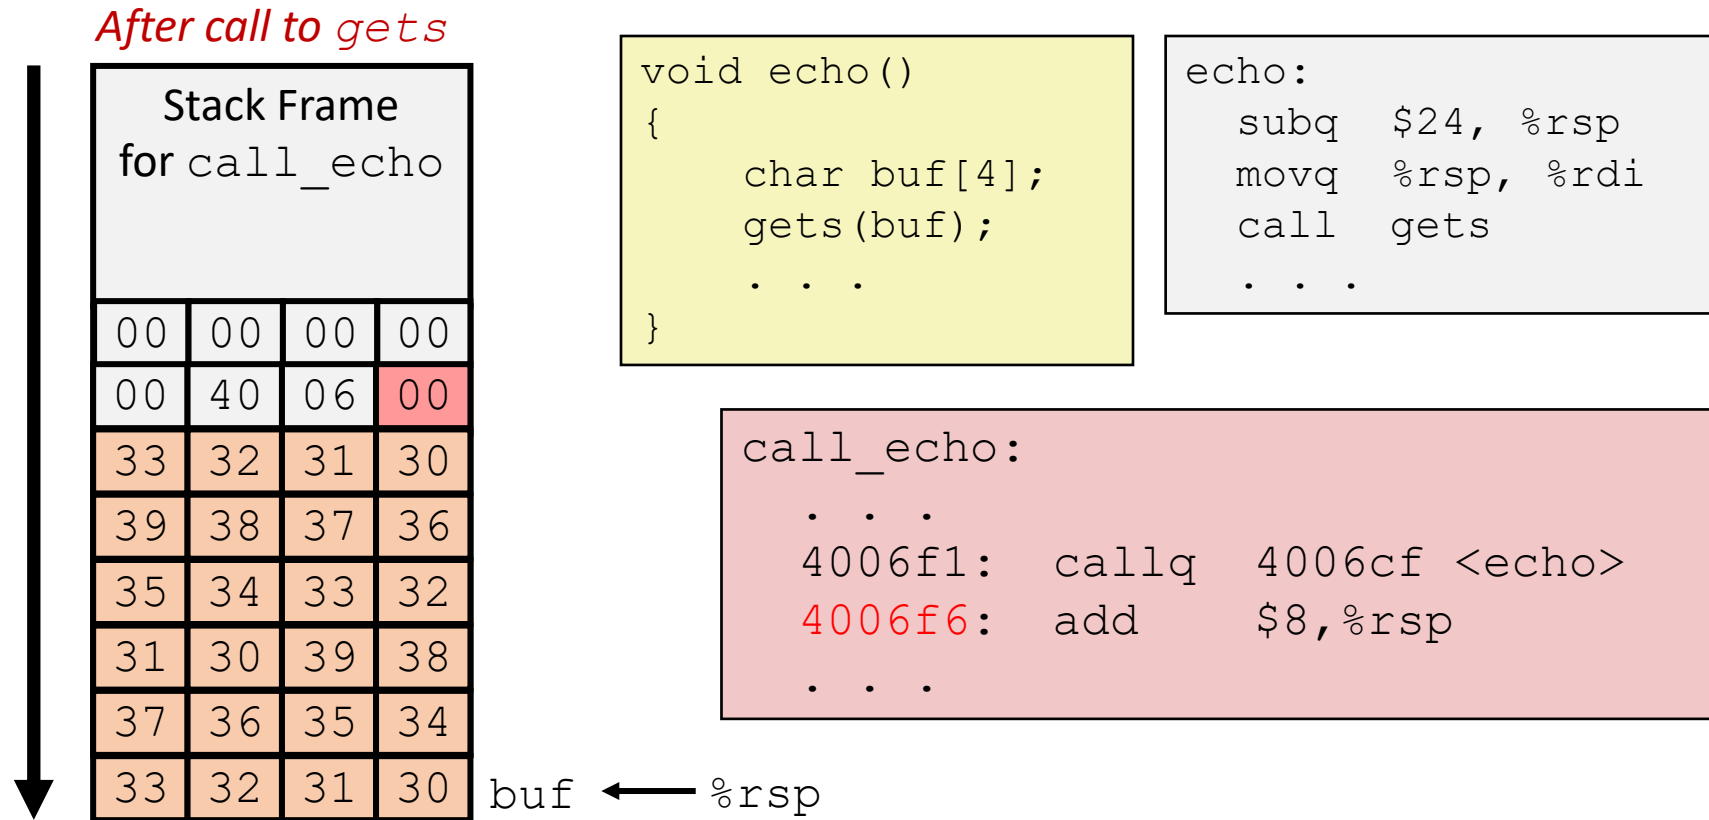 After call to gets
Stack Frame
for call_echo
00 00 00 00
00 40 06 00
33 32 31 30
39 38 37 36
35 34 33 32
31 30 39 38
37 36 35 34
33 32 31 30
buf
%rsp
void echo()
{
char buf[4];
gets(buf);
. . .
}
echo:
subq $24, %rsp
movq %rsp, %rdi
call gets
. . .
call_echo:
. . .
4006f1: callq 4006cf <echo>
4006f6: add $8,%rsp
. . .